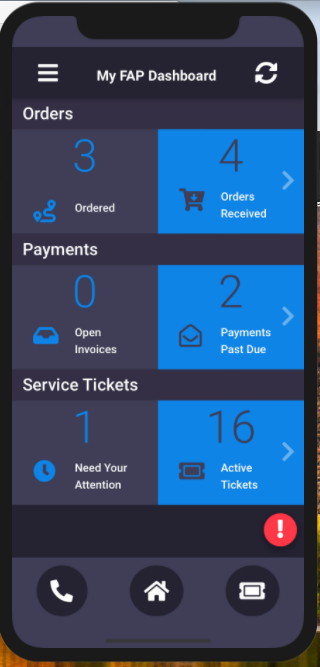 My FAP Dashboard
Orders
3
Ordered
4
Orders
Received
Payments
0
Open
Invoices
2
Payments
Past Due
Service Tickets
1
Need Your
Attention
16
Active
Tickets
!